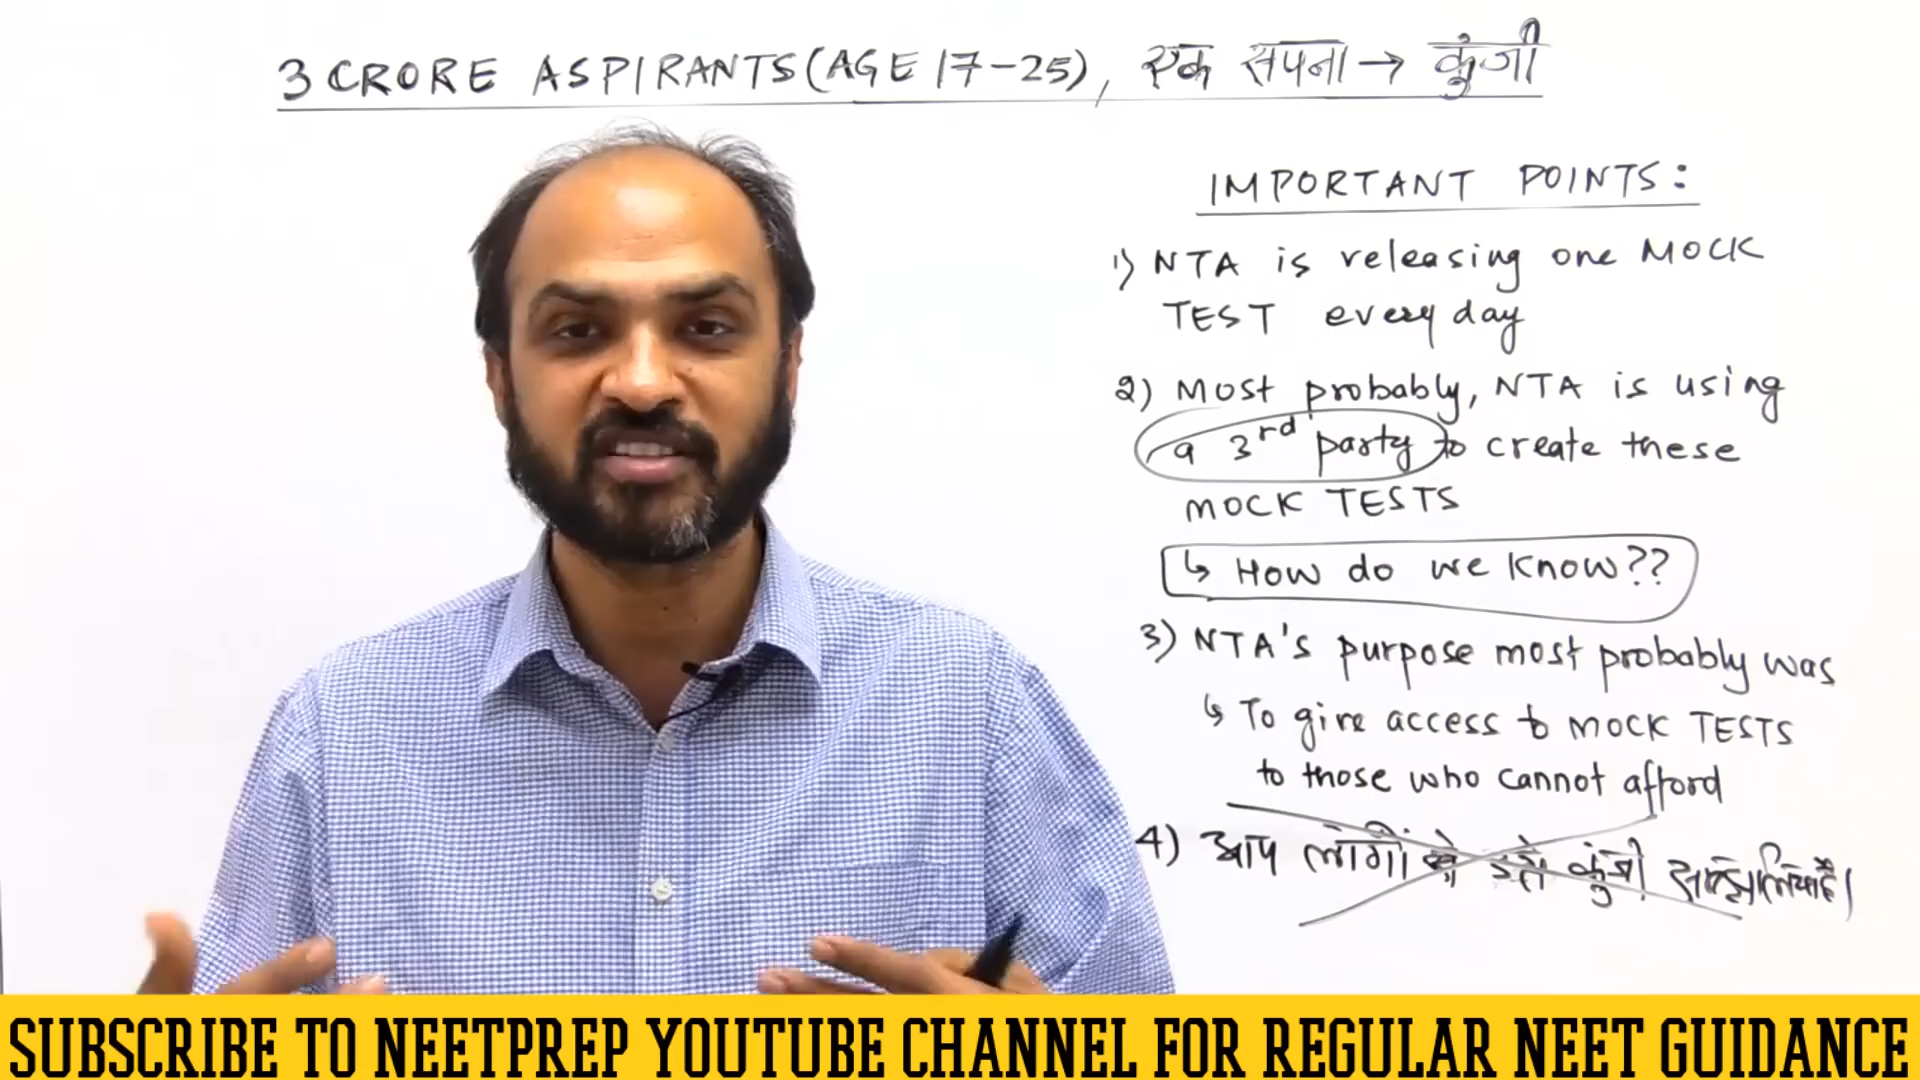 3 CRORE ASPIRANTS (AGE 17-25), एक सपना → कुंजी
IMPORTANT POINTS:
1) NTA is releasing one MOCK
TEST every day
2) Most probably, NTA is using
a 3rd party to create these
MOCK TESTS
↳ How do we know??
3) NTA's purpose most probably was
↳ To give access to MOCK TESTS
to those who cannot afford
4) आप लोगों ने इसे कुंजी समझ लिया है।
SUBSCRIBE TO NEETPREP YOUTUBE CHANNEL FOR REGULAR NEET GUIDANCE